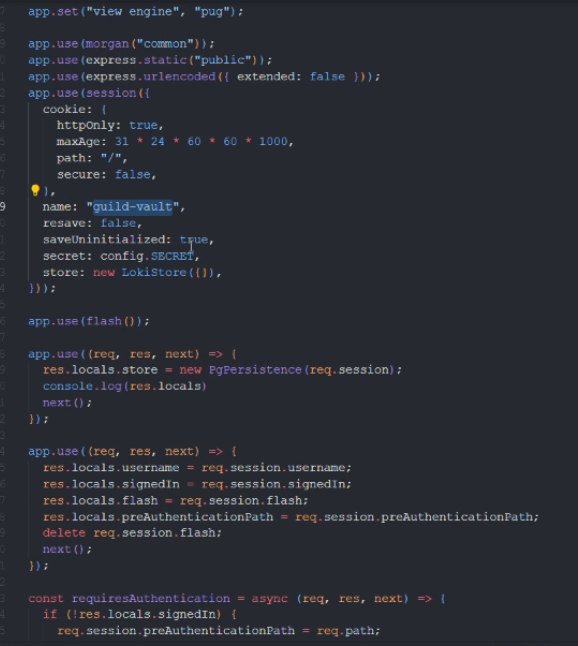 app.set("view engine", "pug");
app.use(morgan("common"));
app.use(express.static("public"));
app.use(express.urlencoded({ extended: false }));
app.use(session({
cookie: {
httpOnly: true,
maxAge: 31 * 24 * 60 * 60 * 1000,
path: "/",
secure: false,
},
name: "guild-vault",
resave: false,
saveUninitialized: true,
secret: config.SECRET,
store: new LokiStore({}),
}));
app.use(flash());
app.use((req, res, next) => {
res.locals.store = new PgPersistence(req.session);
console.log(res.locals)
next();
});
app.use((req, res, next) => {
res.locals.username = req.session.username;
res.locals.signedIn = req.session.signedIn;
res.locals.flash = req.session.flash;
res.locals.preAuthenticationPath = req.session.preAuthenticationPath;
delete req.session.flash;
next();
});
const requiresAuthentication = async (req, res, next) => {
if (!res.locals.signedIn) {
req.session.preAuthenticationPath = req.path;